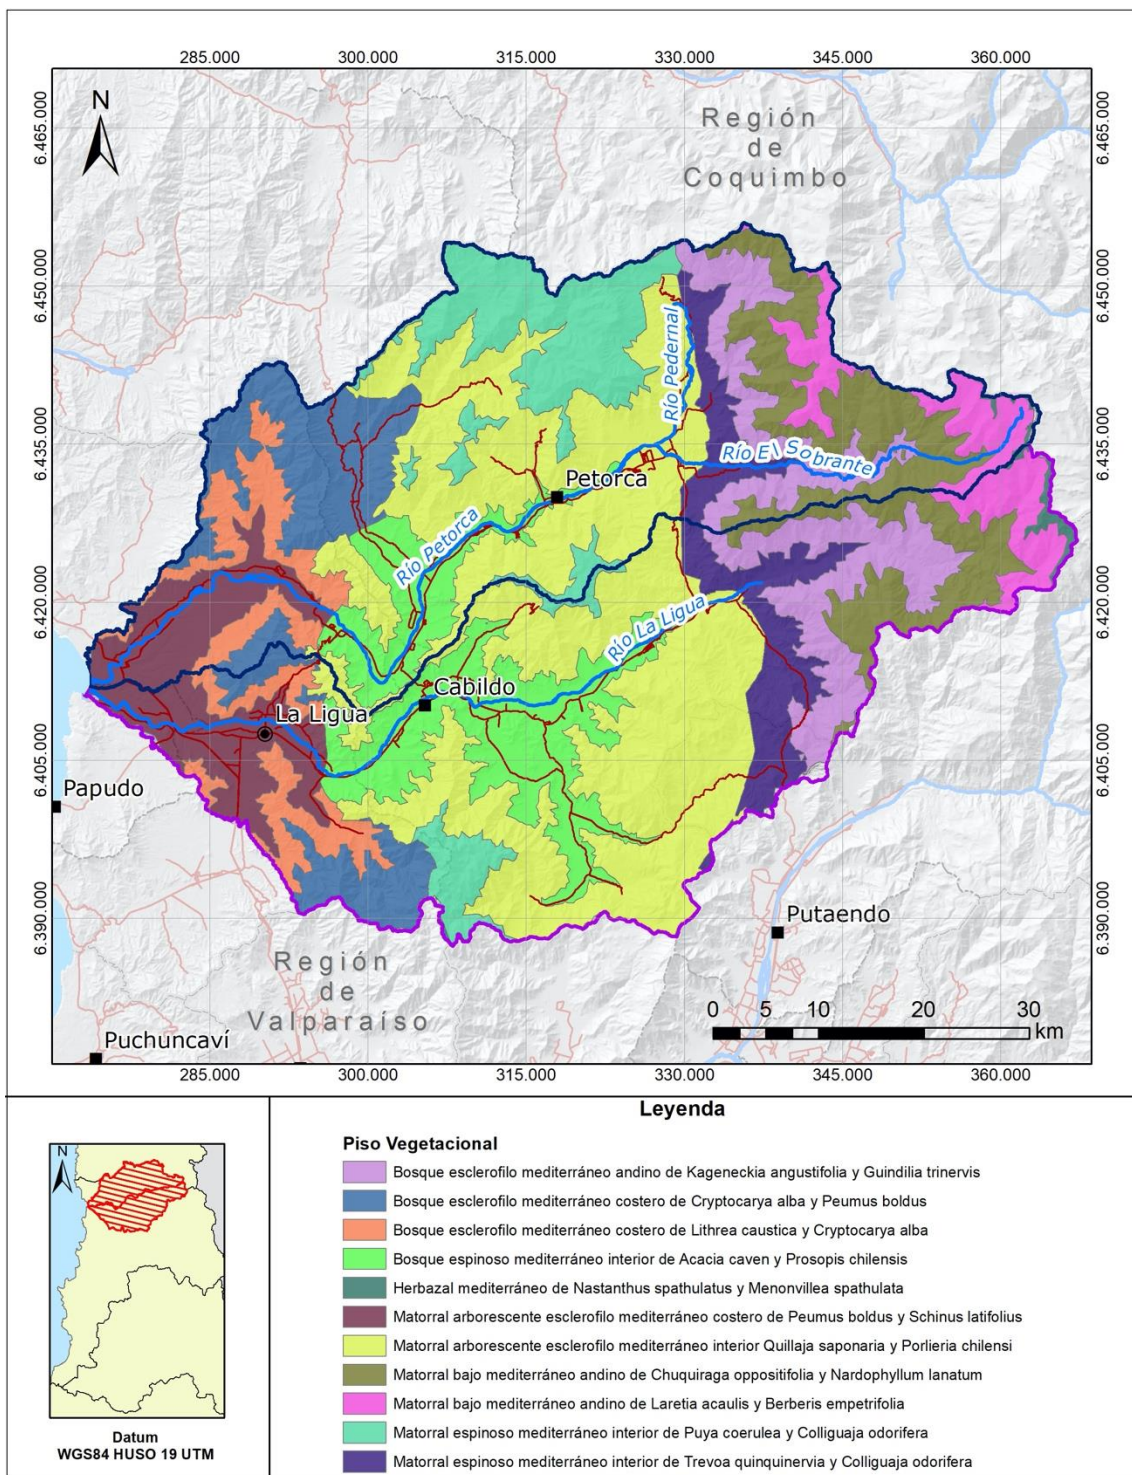 285.000 300.000 315.000 330.000 345.000 360.000
6.465.000 6.465.000
N
Región
de
Coquimbo
6.450.000 6.450.000
Río Pedernal
6.435.000 6.435.000
Río El Sobrante
Petorca
Río Petorca
6.420.000 6.420.000
Río La Ligua
Cabildo
La Ligua
6.405.000 6.405.000
Papudo
6.390.000 6.390.000
Putaendo
Región
de
Valparaíso
0 5 10 20 30
km
Puchuncaví
285.000 300.000 315.000 330.000 345.000 360.000
Leyenda
N
Datum
WGS84 HUSO 19 UTM
Piso Vegetacional
Bosque esclerofilo mediterráneo andino de Kageneckia angustifolia y Guindilia trinervis
Bosque esclerofilo mediterráneo costero de Cryptocarya alba y Peumus boldus
Bosque esclerofilo mediterráneo costero de Lithrea caustica y Cryptocarya alba
Bosque espinoso mediterráneo interior de Acacia caven y Prosopis chilensis
Herbazal mediterráneo de Nastanthus spathulatus y Menonvillea spathulata
Matorral arborescente esclerofilo mediterráneo costero de Peumus boldus y Schinus latifolius
Matorral arborescente esclerofilo mediterráneo interior Quillaja saponaria y Porlieria chilensi
Matorral bajo mediterráneo andino de Chuquiraga oppositifolia y Nardophyllum lanatum
Matorral bajo mediterráneo andino de Laretia acaulis y Berberis empetrifolia
Matorral espinoso mediterráneo interior de Puya coerulea y Colliguaja odorifera
Matorral espinoso mediterráneo interior de Trevoa quinquinervia y Colliguaja odorifera